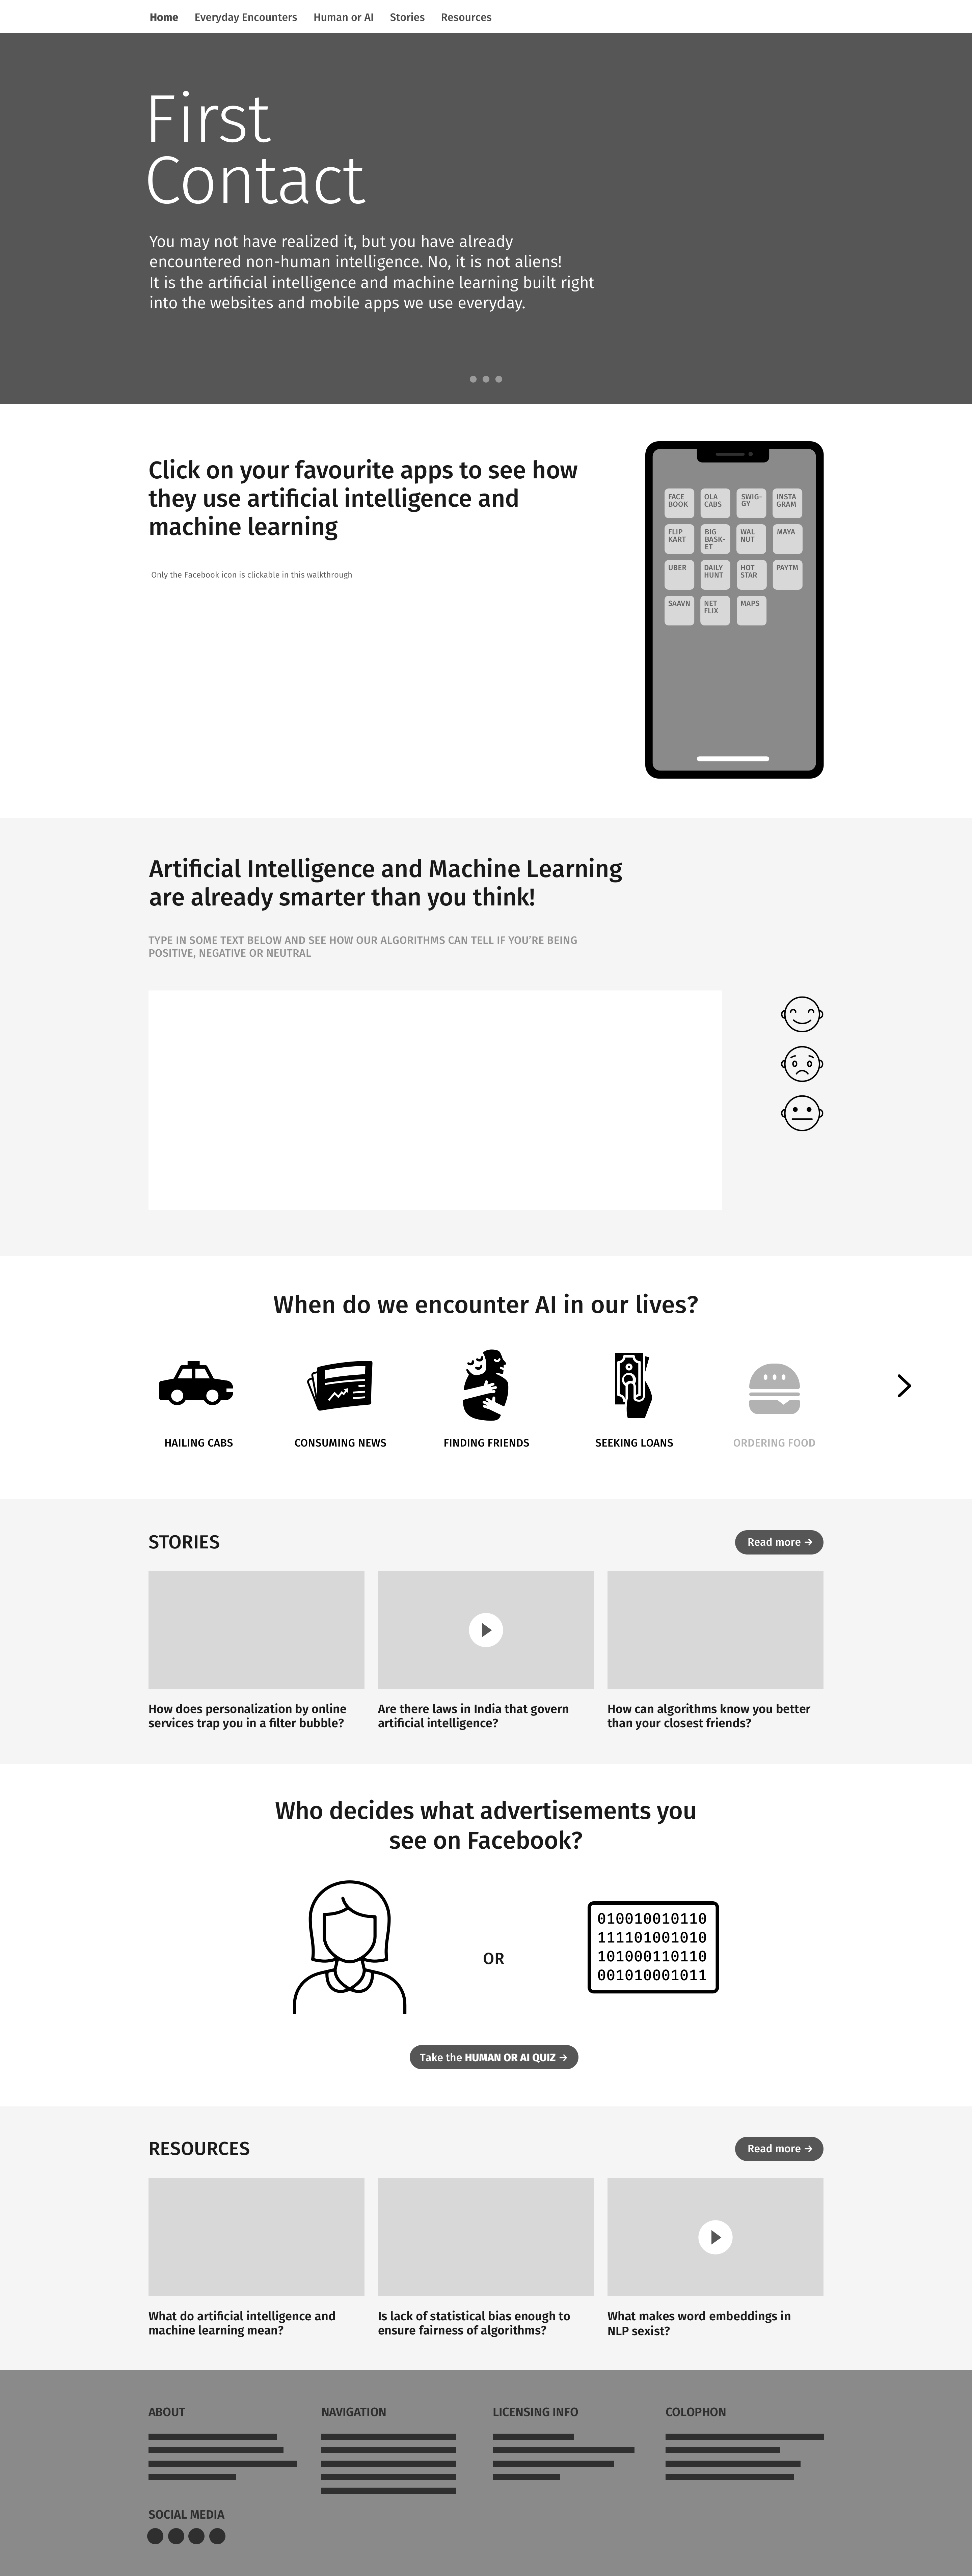 Home Everyday Encounters Human or AI Stories Resources
First
Contact
You may not have realized it, but you have already
encountered non-human intelligence. No, it is not aliens!
It is the artificial intelligence and machine learning built right
into the websites and mobile apps we use everyday.
Click on your favourite apps to see how
they use artificial intelligence and
machine learning
Only the Facebook icon is clickable in this walkthrough
FACE
BOOK
OLA
CABS
SWIG-
GY
INSTA
GRAM
FLIP
KART
BIG
BASK-
ET
WAL
NUT
MAYA
UBER
DAILY
HUNT
HOT
STAR
PAYTM
SAAVN
NET
FLIX
MAPS
Artificial Intelligence and Machine Learning
are already smarter than you think!
TYPE IN SOME TEXT BELOW AND SEE HOW OUR ALGORITHMS CAN TELL IF YOU'RE BEING
POSITIVE, NEGATIVE OR NEUTRAL
When do we encounter AI in our lives?
HAILING CABS
CONSUMING NEWS
FINDING FRIENDS
SEEKING LOANS
ORDERING FOOD
STORIES
Read more →
How does personalization by online
services trap you in a filter bubble?
Are there laws in India that govern
artificial intelligence?
How can algorithms know you better
than your closest friends?
Who decides what advertisements you
see on Facebook?
OR
010010010110
111101001010
101000110110
001010001011
Take the HUMAN OR AI QUIZ →
RESOURCES
Read more →
What do artificial intelligence and
machine learning mean?
Is lack of statistical bias enough to
ensure fairness of algorithms?
What makes word embeddings in
NLP sexist?
ABOUT
NAVIGATION
LICENSING INFO
COLOPHON
SOCIAL MEDIA